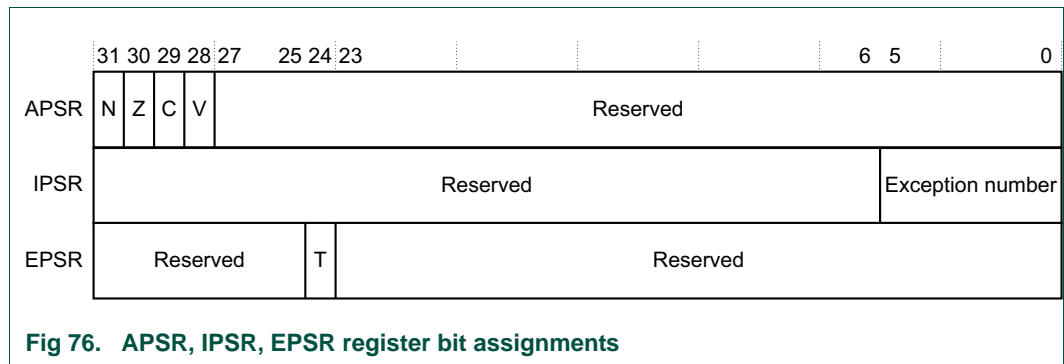 31 30 29 28 27 25 24 23 6 5 0
APSR N Z C V Reserved
IPSR Reserved Exception number
EPSR Reserved T Reserved
Fig 76. APSR, IPSR, EPSR register bit assignments